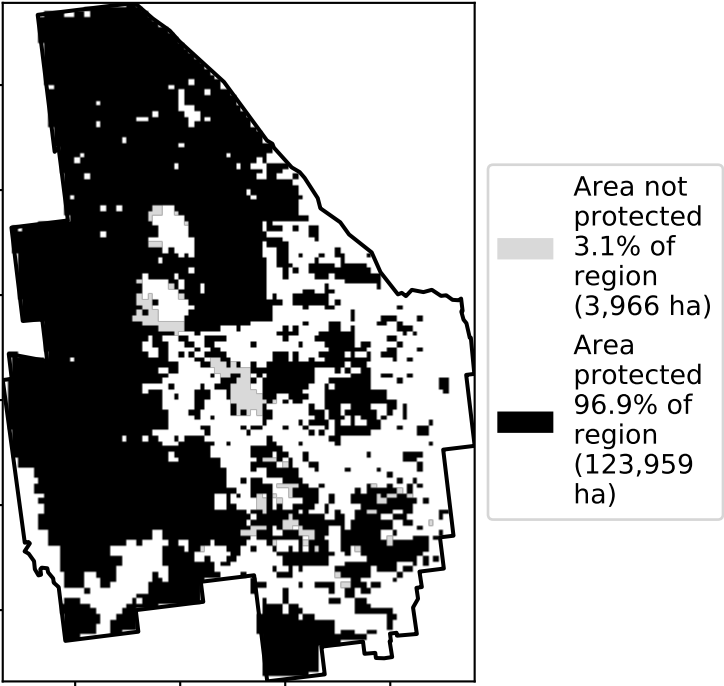 Area not
protected
3.1% of
region
(3,966 ha)
Area
protected
96.9% of
region
(123,959
ha)